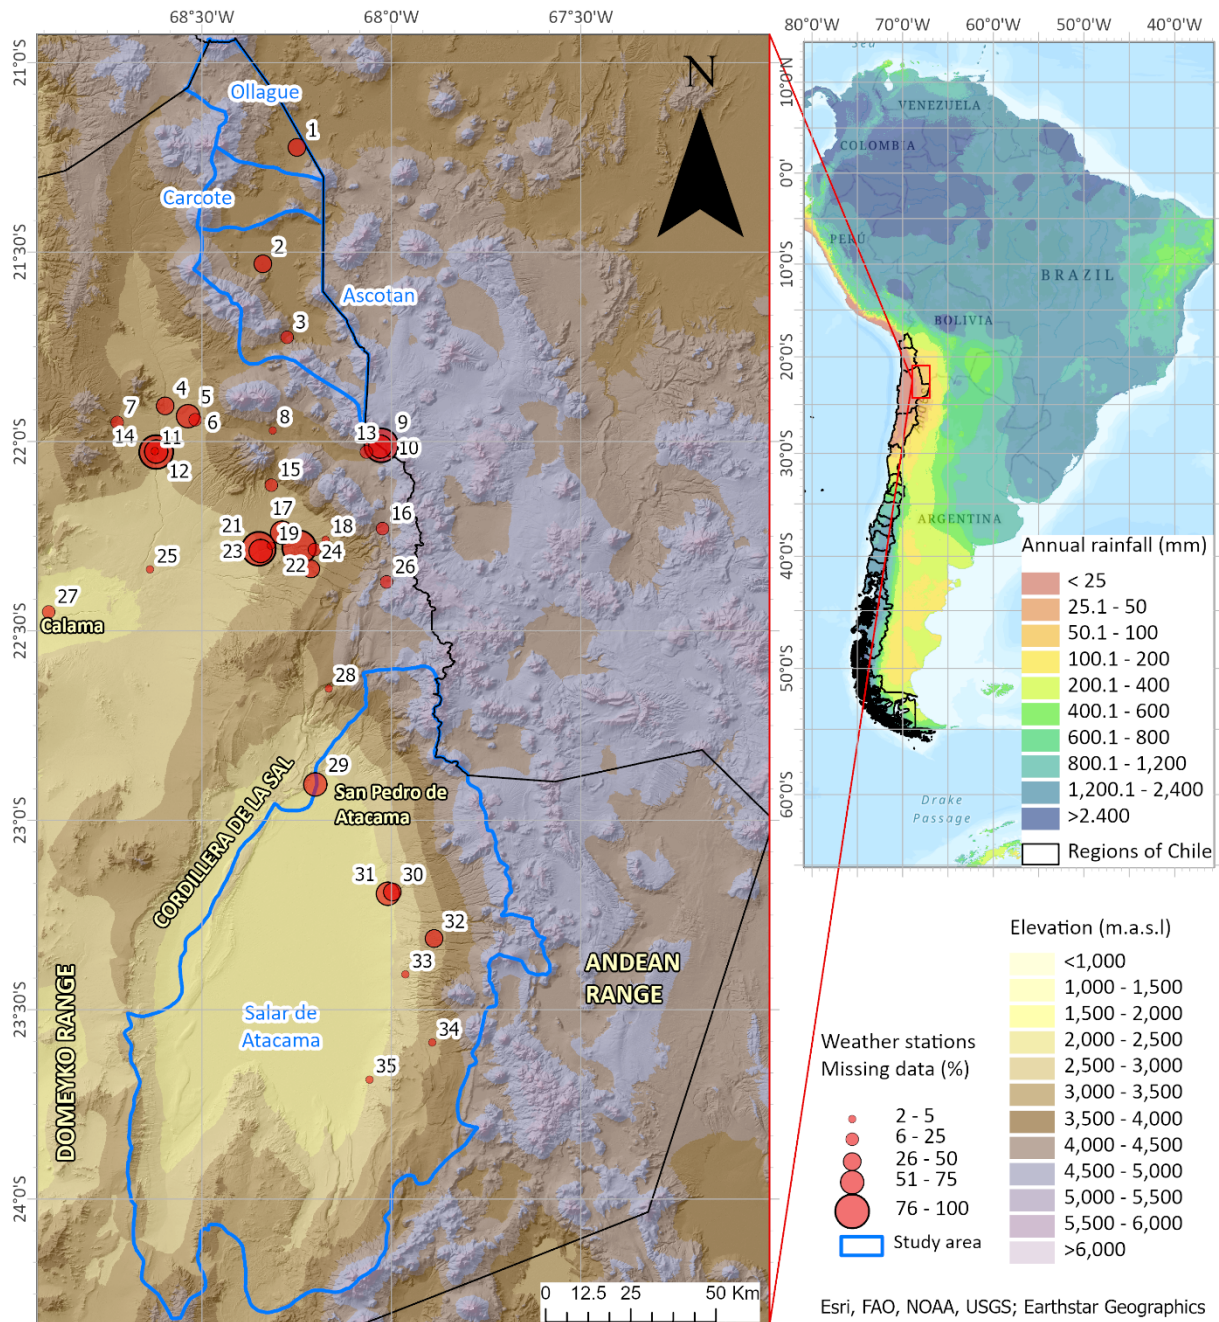 68°30'S
68°00'S
67°30'S
21°0'S
21°30'S
22°0'S
22°30'S
23°0'S
23°30'S
24°0'S
N
Ollague
1
Carcote
2
Ascotan
3
4
5
7
6
8
9
14
11
13
10
12
15
17
16
21
18
19
23
24
22
25
26
27
Calama
28
29
San Pedro de
Atacama
CORDILLERA DE LA SAL
31
30
32
33
ANDEAN
RANGE
DOMEYKO RANGE
Salar de
Atacama
34
35
0 12.5 25 50 Km
80°0'W
70°0'W
60°0'W
50°0'W
40°0'W
10°0'N
0°0'
10°0'S
20°0'S
30°0'S
40°0'S
50°0'S
60°0'S
Sea
VENEZUELA
COLOMBIA
PERÚ
BRAZIL
BOLIVIA
ARGENTINA
Drake
Passage
Annual rainfall (mm)
< 25
25.1 - 50
50.1 - 100
100.1 - 200
200.1 - 400
400.1 - 600
600.1 - 800
800.1 - 1,200
1,200.1 - 2,400
>2.400
Regions of Chile
Weather stations
Missing data (%)
2 - 5
6 - 25
26 - 50
51 - 75
76 - 100
Study area
Elevation (m.a.s.l)
<1,000
1,000 - 1,500
1,500 - 2,000
2,000 - 2,500
2,500 - 3,000
3,000 - 3,500
3,500 - 4,000
4,000 - 4,500
4,500 - 5,000
5,000 - 5,500
5,500 - 6,000
>6,000
Esri, FAO, NOAA, USGS; Earthstar Geographics